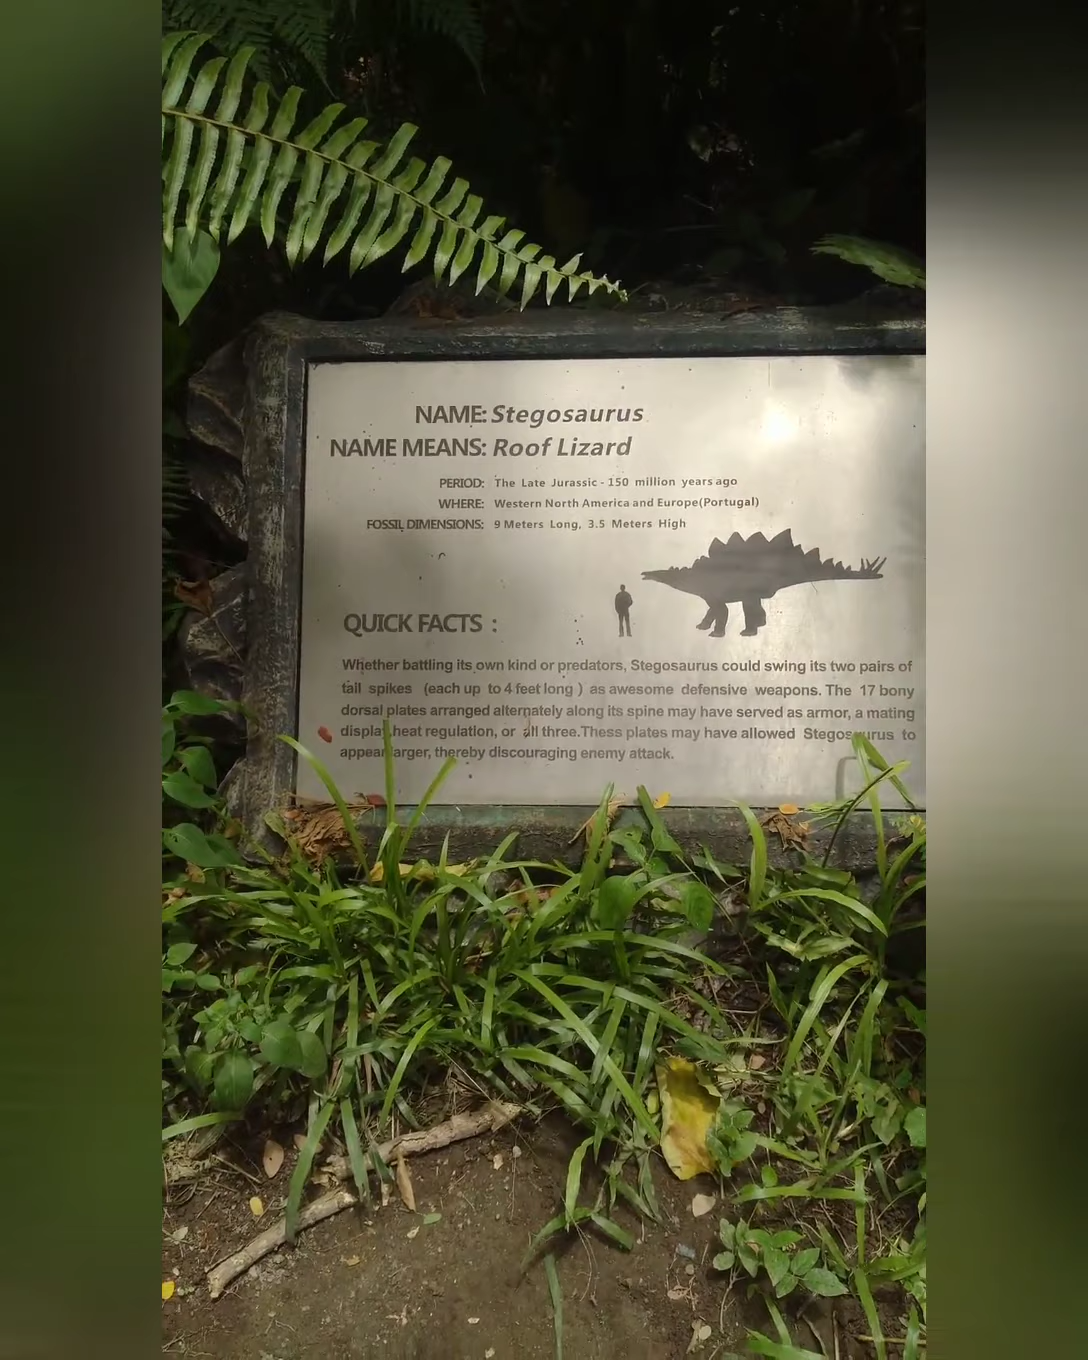 NAME: Stegosaurus
NAME MEANS: Roof Lizard
PERIOD: The Late Jurassic - 150 million years ago
WHERE: Western North America and Europe(Portugal)
FOSSIL DIMENSIONS: 9 Meters Long, 3.5 Meters High
QUICK FACTS :
Whether battling its own kind or predators, Stegosaurus could swing its two pairs of
tail spikes (each up to 4 feet long ) as awesome defensive weapons. The 17 bony
dorsal plates arranged alternately along its spine may have served as armor, a mating
display,heat regulation, or all three.Thess plates may have allowed Stegosaurus to
appear larger, thereby discouraging enemy attack.